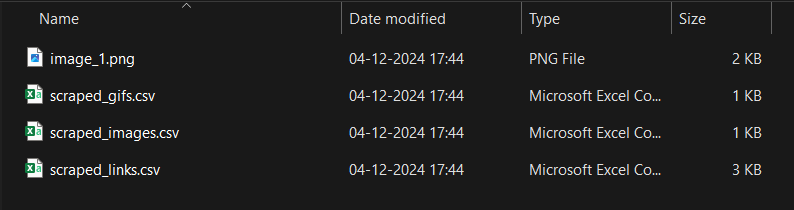 Name Date modified Type Size
image_1.png 04-12-2024 17:44 PNG File 2 KB
scraped_gifs.csv 04-12-2024 17:44 Microsoft Excel Co... 1 KB
scraped_images.csv 04-12-2024 17:44 Microsoft Excel Co... 1 KB
scraped_links.csv 04-12-2024 17:44 Microsoft Excel Co... 3 KB